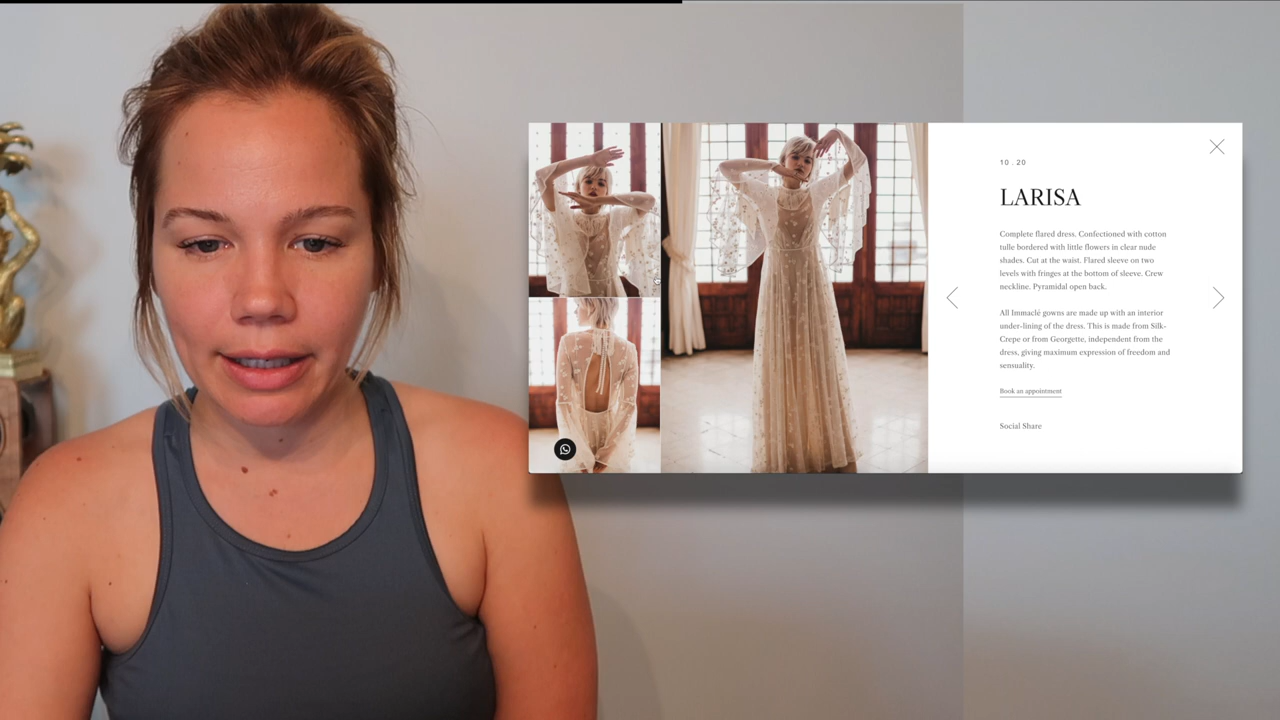 10 . 20
LARISA
Complete flared dress. Confectioned with cotton
tulle bordered with little flowers in clear nude
shades. Cut at the waist. Flared sleeve on two
levels with fringes at the bottom of sleeve. Crew
neckline. Pyramidal open back.
All Immaclé gowns are made up with an interior
under-lining of the dress. This is made from Silk-
Crepe or from Georgette, independent from the
dress, giving maximum expression of freedom and
sensuality.
Book an appointment
Social Share